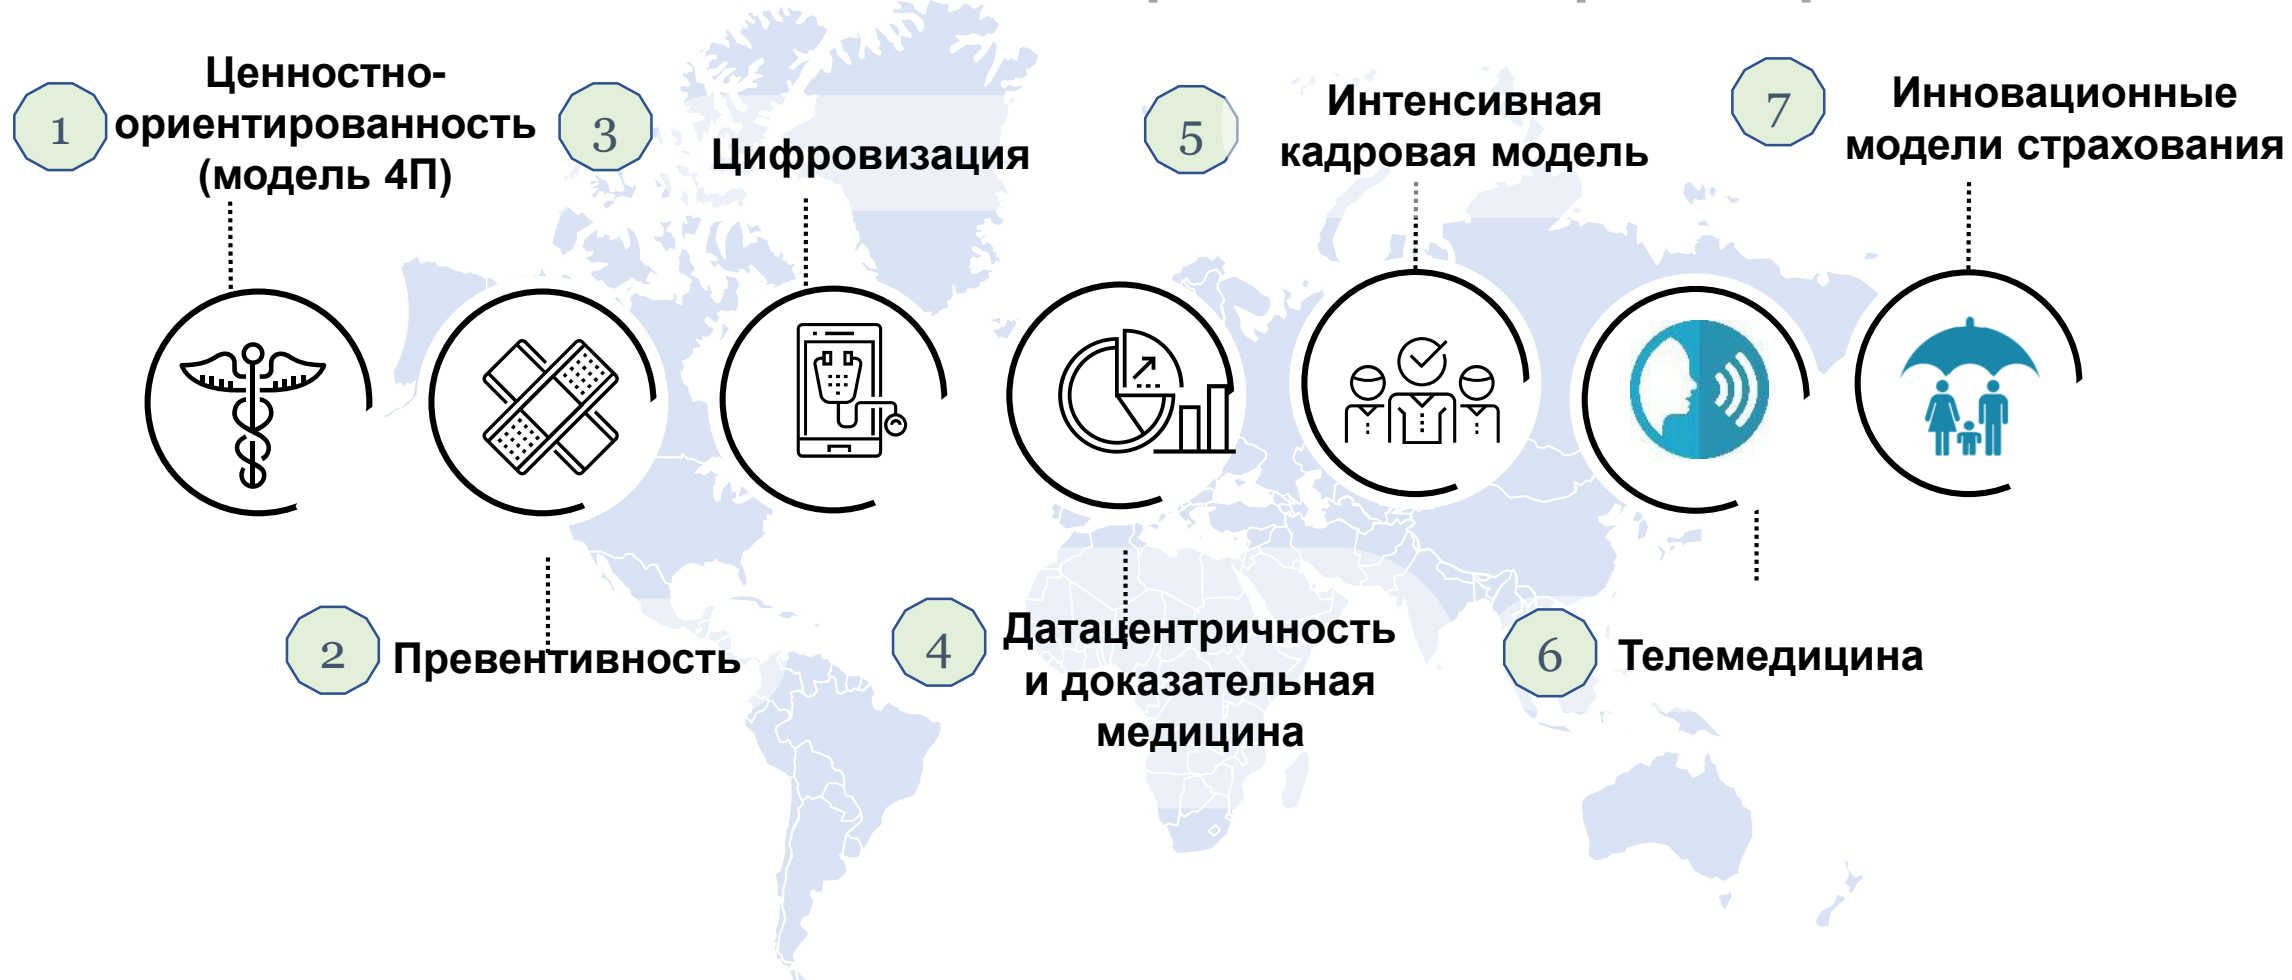 1
Ценностно-
ориентированность
(модель 4П)
2
Превентивность
3
Цифровизация
4
Датацентричность
и доказательная
медицина
5
Интенсивная
кадровая модель
6
Телемедицина
7
Инновационные
модели страхования